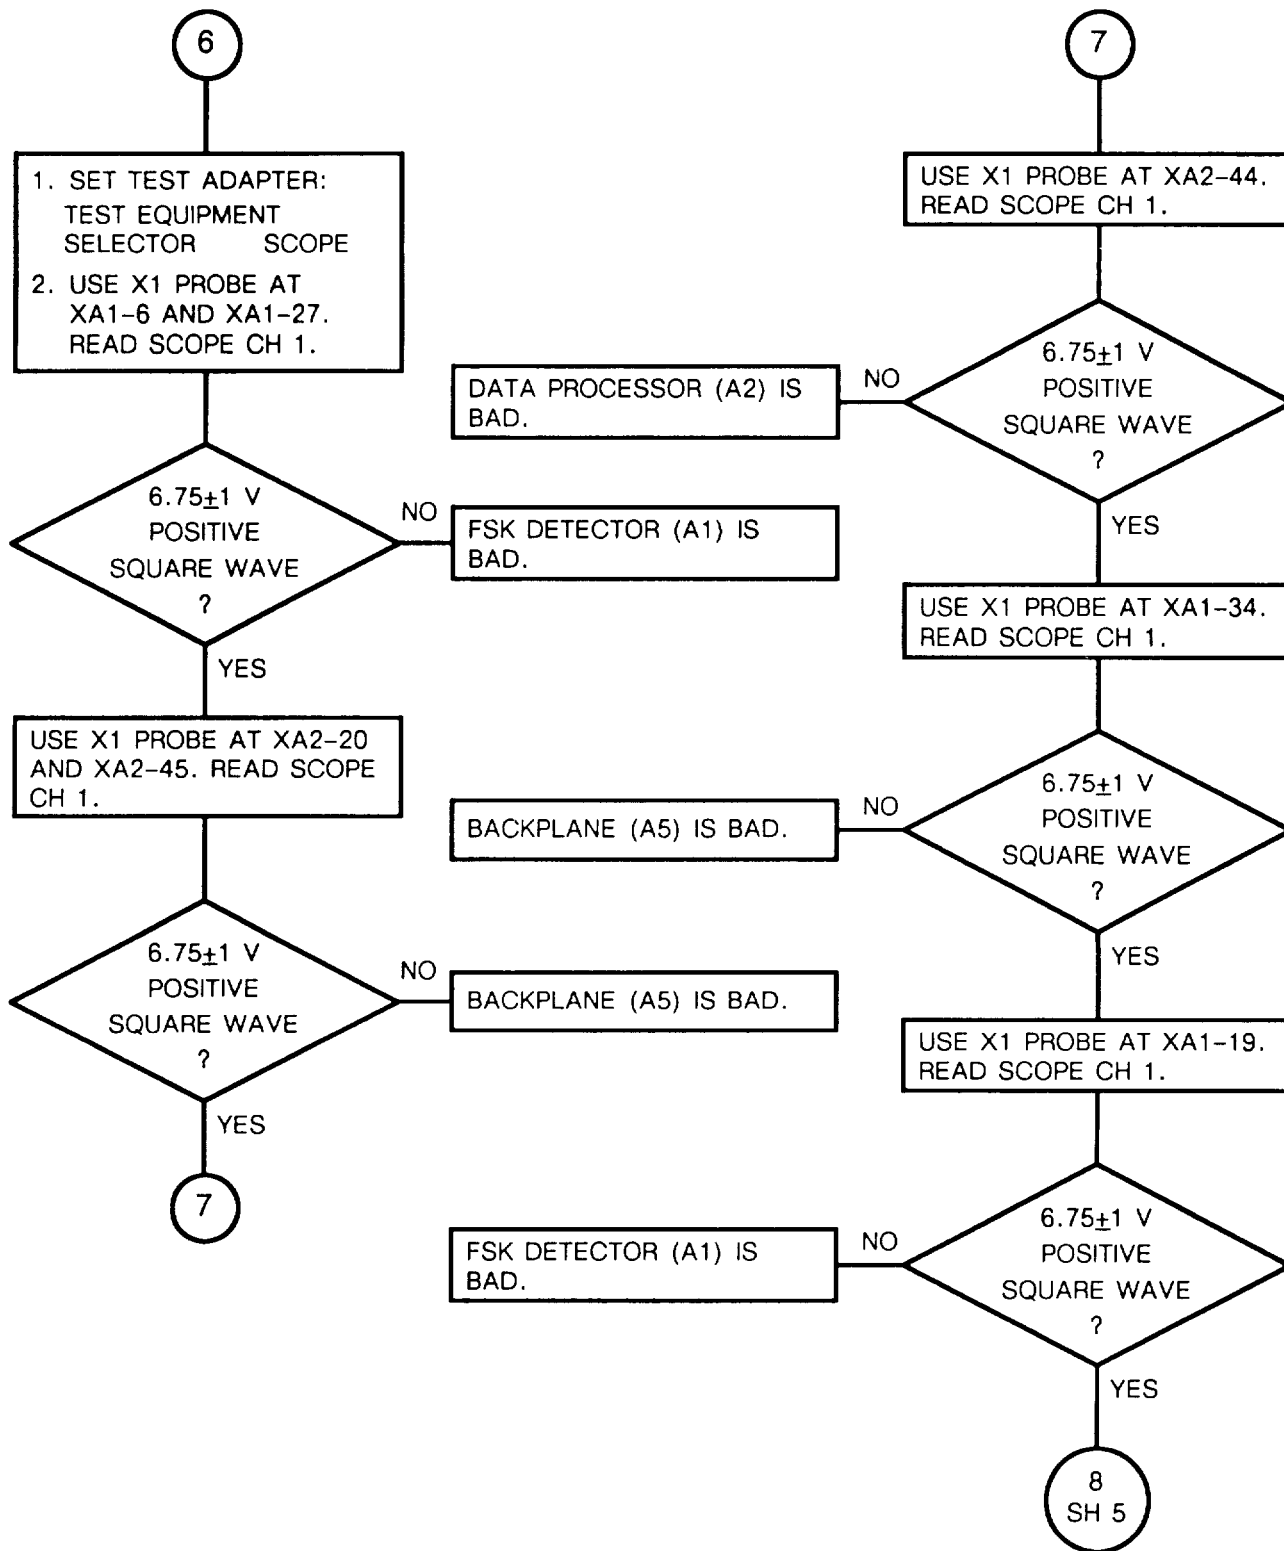 6
1. SET TEST ADAPTER:
TEST EQUIPMENT
SELECTOR SCOPE
2. USE X1 PROBE AT
XA1-6 AND XA1-27.
READ SCOPE CH 1.
6.75±1 V
POSITIVE
SQUARE WAVE
?
NO
FSK DETECTOR (A1) IS
BAD.
YES
USE X1 PROBE AT XA2-20
AND XA2-45. READ SCOPE
CH 1.
6.75±1 V
POSITIVE
SQUARE WAVE
?
NO
BACKPLANE (A5) IS BAD.
YES
7
7
USE X1 PROBE AT XA2-44.
READ SCOPE CH 1.
6.75±1 V
POSITIVE
SQUARE WAVE
?
NO
DATA PROCESSOR (A2) IS
BAD.
YES
USE X1 PROBE AT XA1-34.
READ SCOPE CH 1.
6.75±1 V
POSITIVE
SQUARE WAVE
?
NO
BACKPLANE (A5) IS BAD.
YES
USE X1 PROBE AT XA1-19.
READ SCOPE CH 1.
6.75±1 V
POSITIVE
SQUARE WAVE
?
NO
FSK DETECTOR (A1) IS
BAD.
YES
8
SH 5